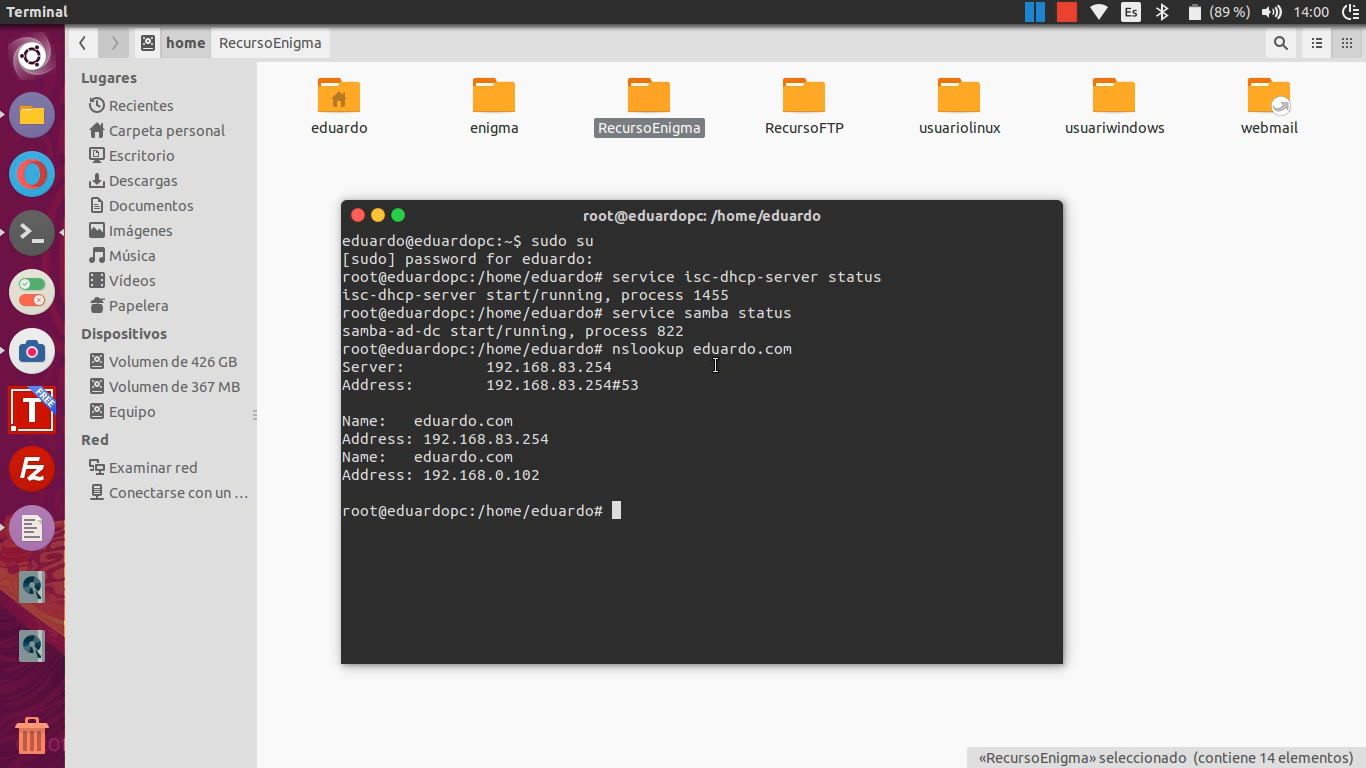 Terminal
Es
(89 %)
14:00
home
RecursoEnigma
Lugares
Recientes
Carpeta personal
Escritorio
Descargas
Documentos
Imágenes
Música
Vídeos
Papelera
Dispositivos
Volumen de 426 GB
Volumen de 367 MB
Equipo
Red
Examinar red
Conectarse con un …
eduardo
enigma
RecursoEnigma
RecursoFTP
usuariolinux
usuariwindows
webmail
root@eduardopc: /home/eduardo
eduardo@eduardopc:~$ sudo su
[sudo] password for eduardo:
root@eduardopc:/home/eduardo# service isc-dhcp-server status
isc-dhcp-server start/running, process 1455
root@eduardopc:/home/eduardo# service samba status
samba-ad-dc start/running, process 822
root@eduardopc:/home/eduardo# nslookup eduardo.com
Server:         192.168.83.254
Address:        192.168.83.254#53
Name:   eduardo.com
Address: 192.168.83.254
Name:   eduardo.com
Address: 192.168.0.102
root@eduardopc:/home/eduardo#
T
FREE
Fz
«RecursoEnigma» seleccionado (contiene 14 elementos)